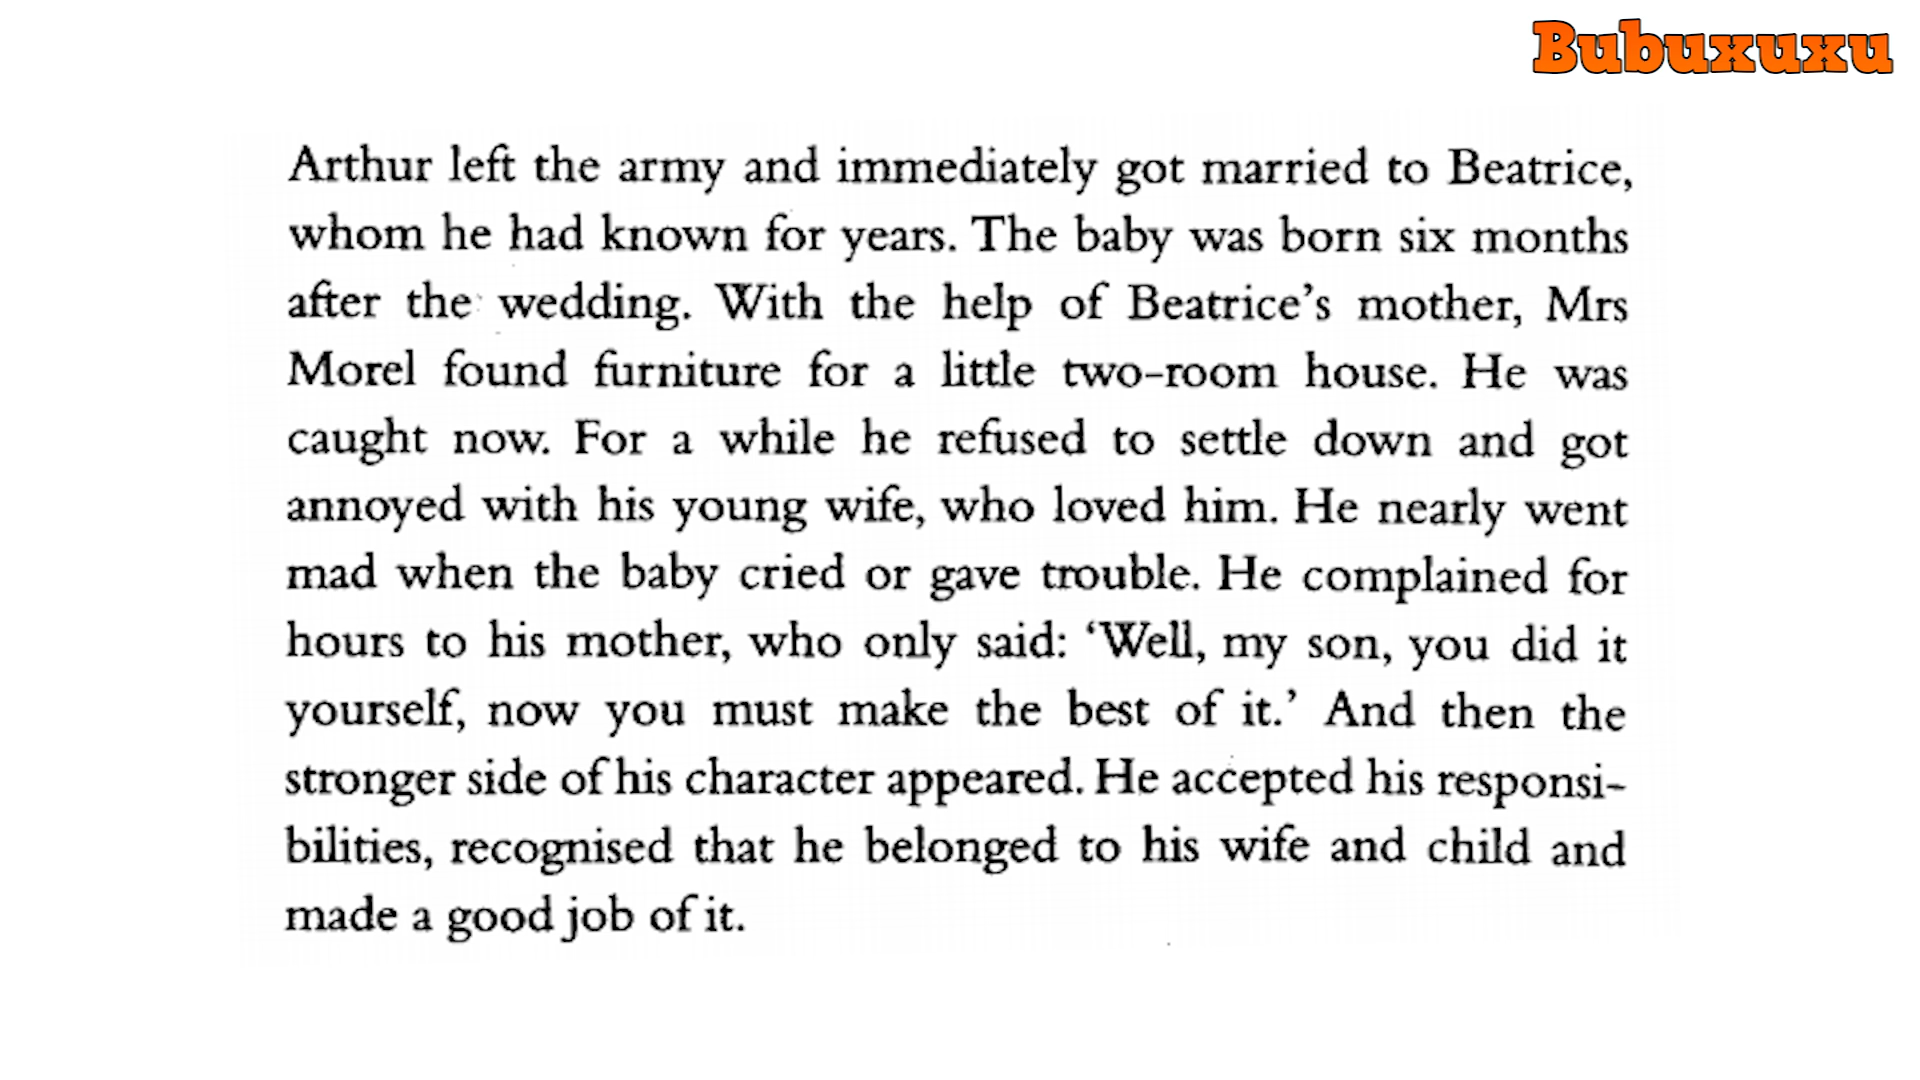 Bubuxuxu
Arthur left the army and immediately got married to Beatrice,
whom he had known for years. The baby was born six months
after the wedding. With the help of Beatrice's mother, Mrs
Morel found furniture for a little two-room house. He was
caught now. For a while he refused to settle down and got
annoyed with his young wife, who loved him. He nearly went
mad when the baby cried or gave trouble. He complained for
hours to his mother, who only said: ‘Well, my son, you did it
yourself, now you must make the best of it.’ And then the
stronger side of his character appeared. He accepted his responsi-
bilities, recognised that he belonged to his wife and child and
made a good job of it.